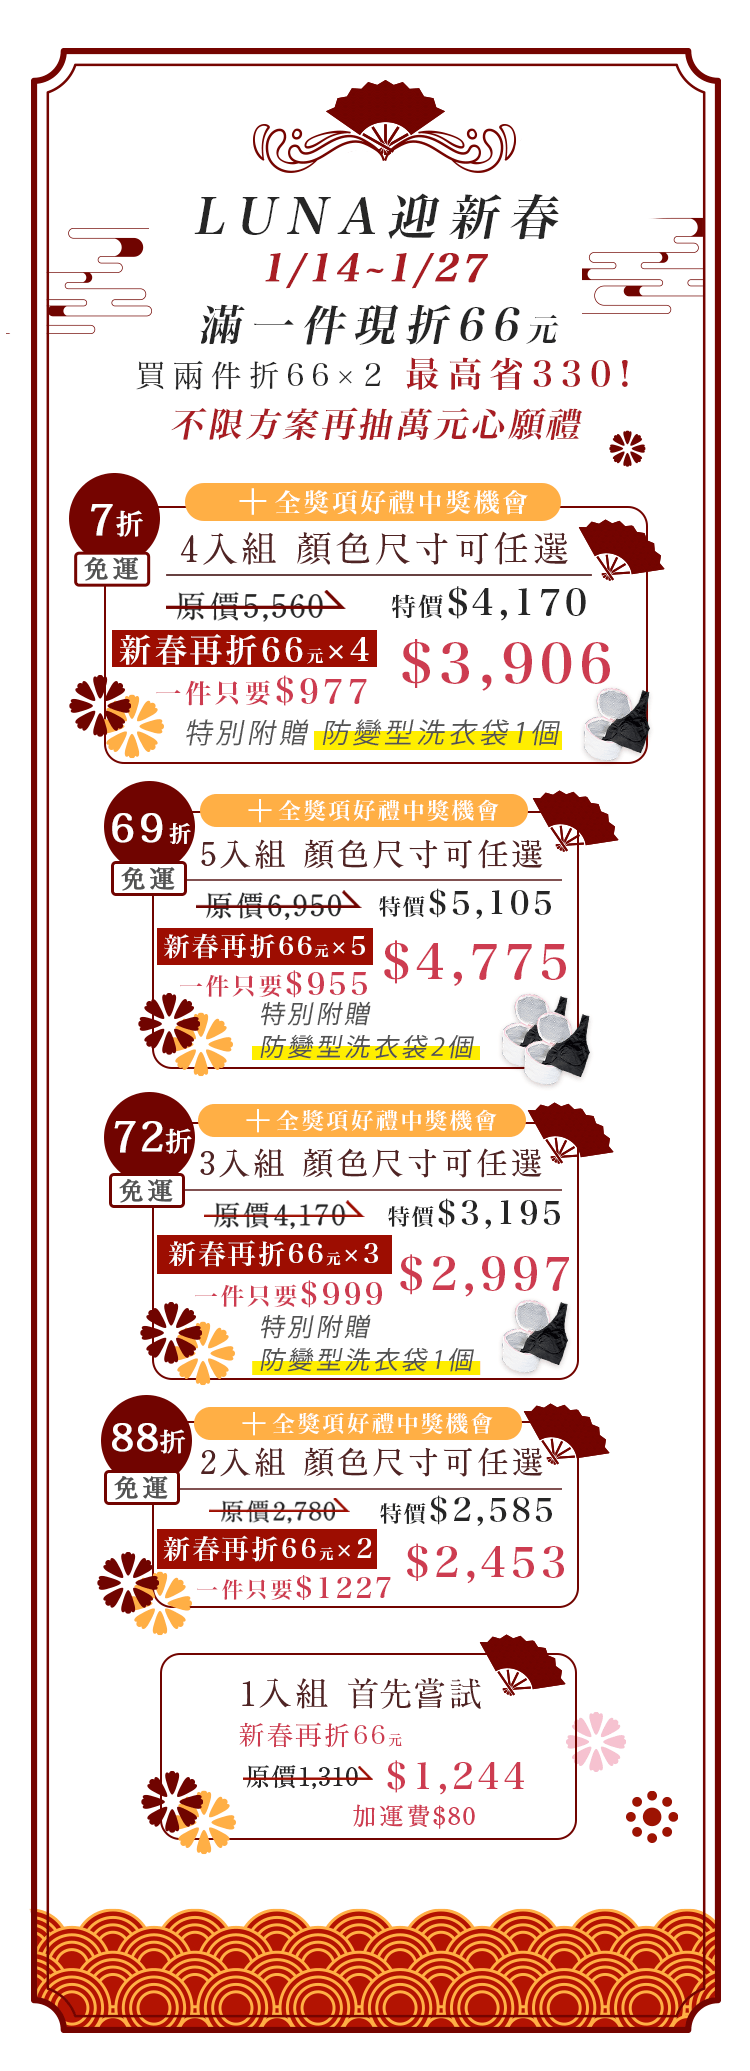 LUNA迎新春
1/14~1/27
滿一件現折66元
買兩件折66×2 最高省330!
不限方案再抽萬元心願禮
7折
免運
＋全獎項好禮中獎機會
4入組 顏色尺寸可任選
原價5,560 特價$4,170
新春再折66元×4 $3,906
一件只要$977
特別附贈 防變型洗衣袋1個
69折
免運
＋全獎項好禮中獎機會
5入組 顏色尺寸可任選
原價6,950 特價$5,105
新春再折66元×5 $4,775
一件只要$955
特別附贈
防變型洗衣袋2個
72折
免運
＋全獎項好禮中獎機會
3入組 顏色尺寸可任選
原價4,170 特價$3,195
新春再折66元×3 $2,997
一件只要$999
特別附贈
防變型洗衣袋1個
88折
免運
＋全獎項好禮中獎機會
2入組 顏色尺寸可任選
原價2,780 特價$2,585
新春再折66元×2 $2,453
一件只要$1227
1入組 首先嘗試
新春再折66元
原價1,310 $1,244
加運費$80